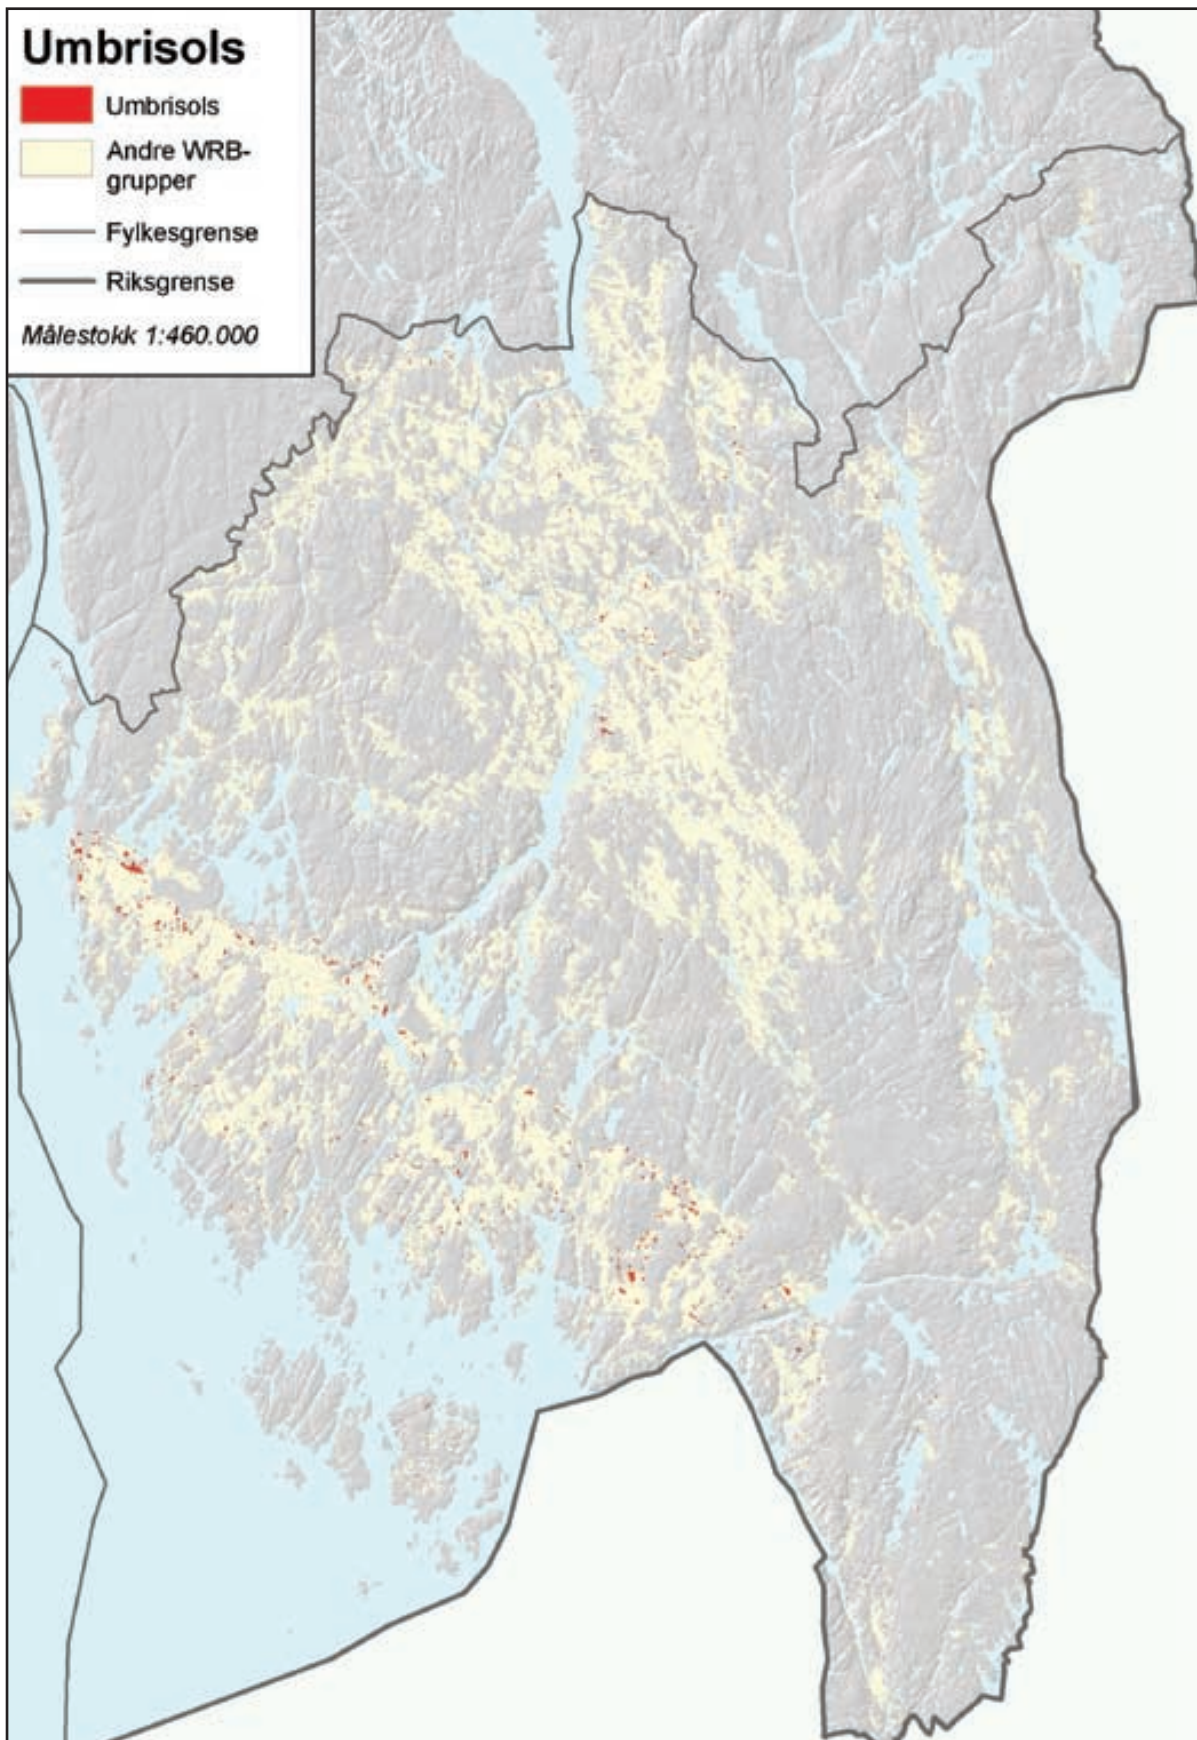 Umbrisols
Umbrisols
Andre WRB-
grupper
Fylkesgrense
Riksgrense
Målestokk 1:460.000